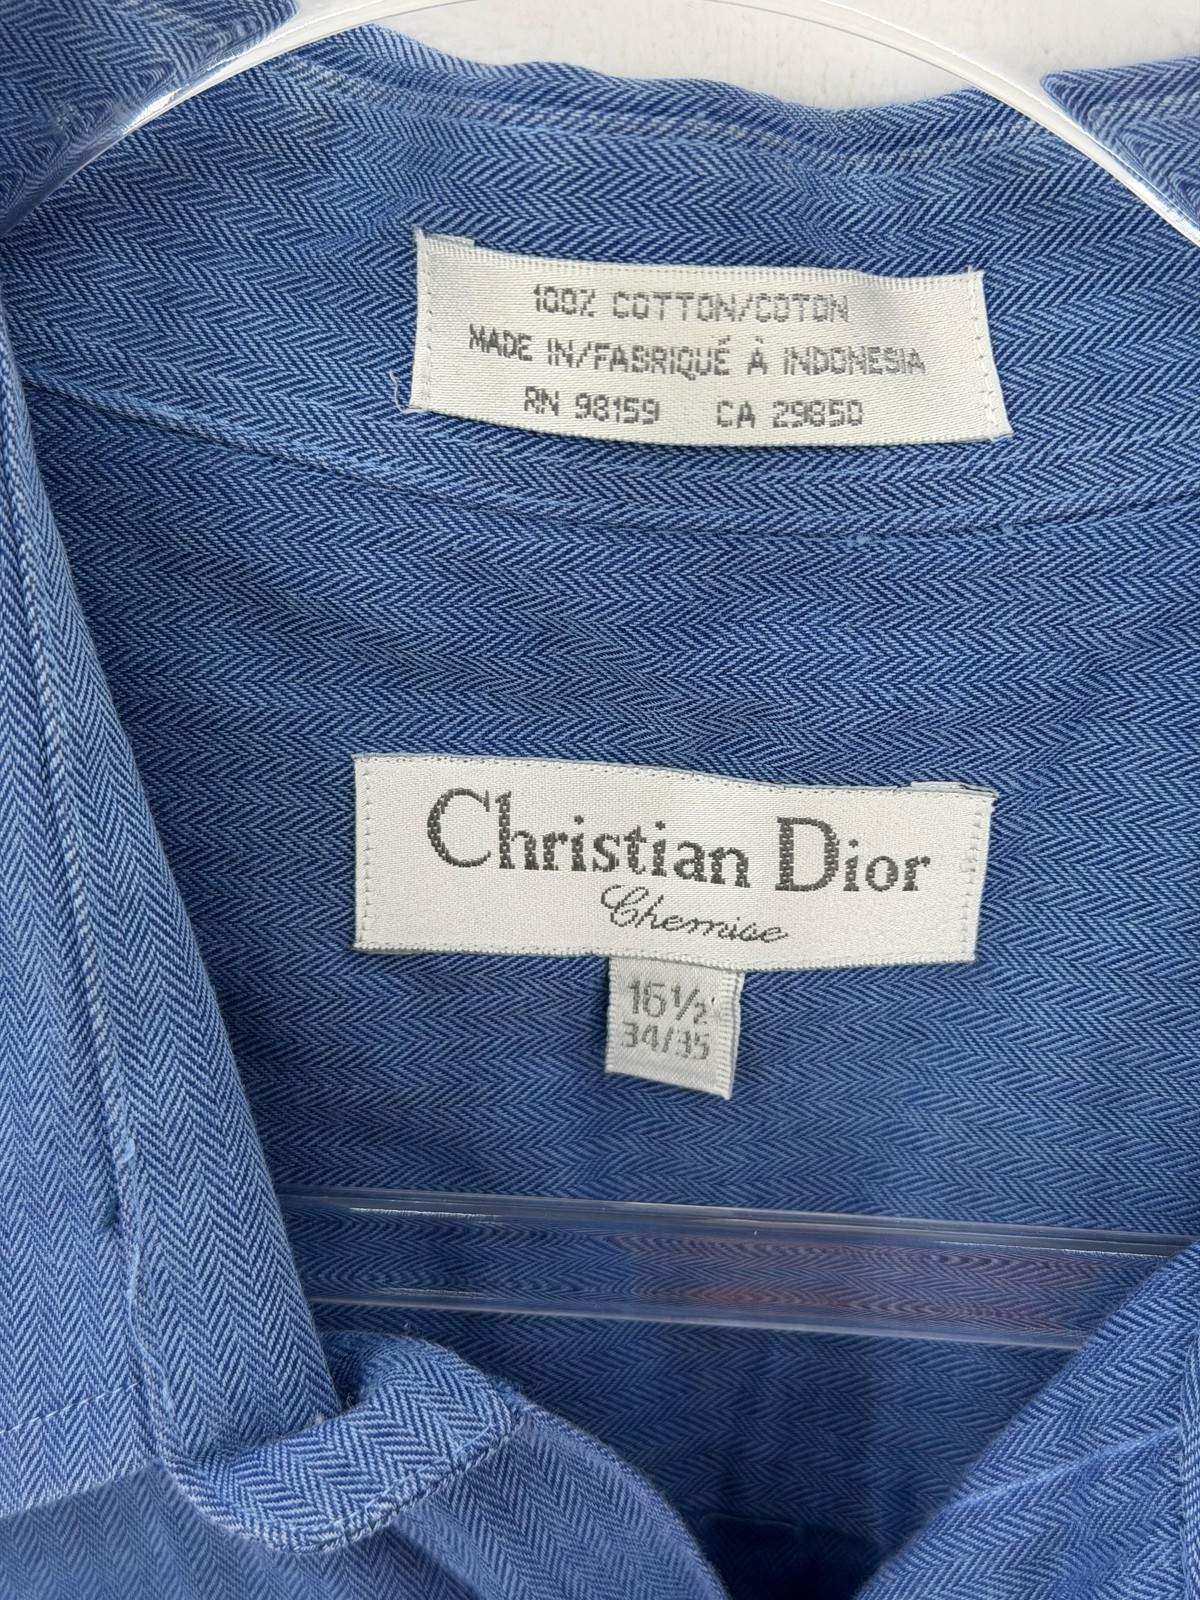 100% COTTON/COTON
MADE IN/FABRIQUÉ À INDONESIA
RN 98159 CA 29850
Christian Dior
Chemise
16½
34/35